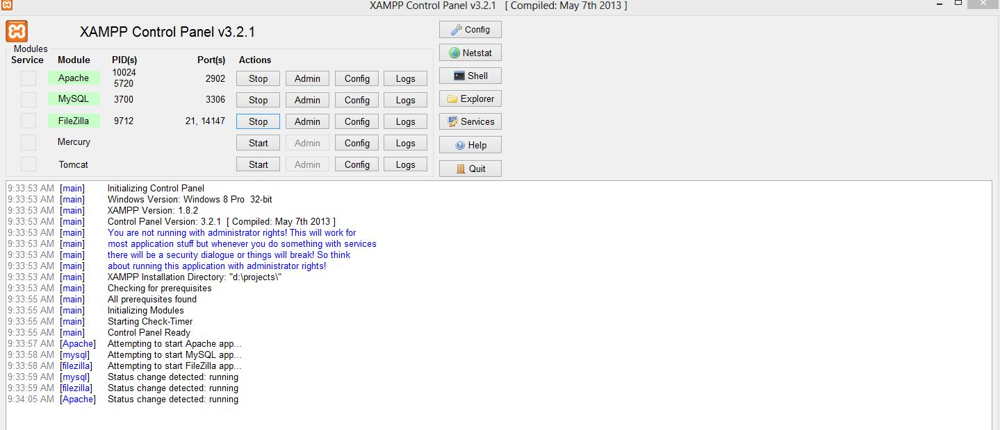 XAMPP Control Panel v3.2.1 [ Compiled: May 7th 2013 ]
XAMPP Control Panel v3.2.1
Config
Modules
Service Module PID(s) Port(s) Actions
Netstat
Apache 10024 5720 2902 Stop Admin Config Logs
Shell
MySQL 3700 3306 Stop Admin Config Logs
Explorer
FileZilla 9712 21, 14147 Stop Admin Config Logs
Services
Mercury Start Admin Config Logs
Help
Tomcat Start Admin Config Logs
Quit
9:33:53 AM [main] Initializing Control Panel
9:33:53 AM [main] Windows Version: Windows 8 Pro 32-bit
9:33:53 AM [main] XAMPP Version: 1.8.2
9:33:53 AM [main] Control Panel Version: 3.2.1 [ Compiled: May 7th 2013 ]
9:33:53 AM [main] You are not running with administrator rights! This will work for
9:33:53 AM [main] most application stuff but whenever you do something with services
9:33:53 AM [main] there will be a security dialogue or things will break! So think
9:33:53 AM [main] about running this application with administrator rights!
9:33:53 AM [main] XAMPP Installation Directory: "d:\projects\"
9:33:53 AM [main] Checking for prerequisites
9:33:55 AM [main] All prerequisites found
9:33:55 AM [main] Initializing Modules
9:33:55 AM [main] Starting Check-Timer
9:33:55 AM [main] Control Panel Ready
9:33:57 AM [Apache] Attempting to start Apache app...
9:33:58 AM [mysql] Attempting to start MySQL app...
9:33:58 AM [filezilla] Attempting to start FileZilla app...
9:33:59 AM [mysql] Status change detected: running
9:33:59 AM [filezilla] Status change detected: running
9:34:05 AM [Apache] Status change detected: running